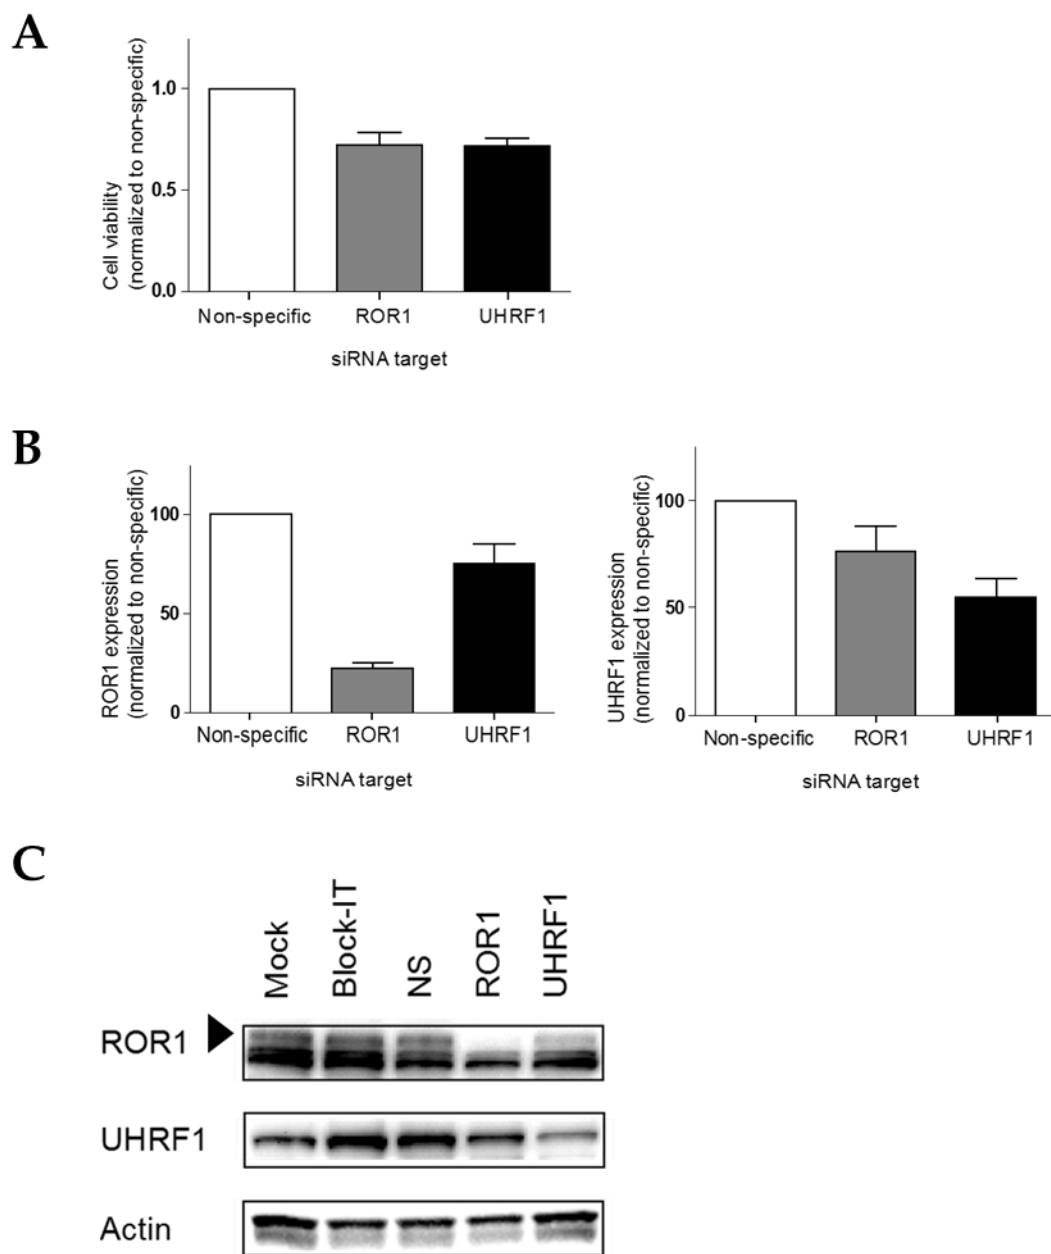 A
Cell viability
(normalized to non-specific)
1.0
0.5
0.0
Non-specific ROR1 UHRF1
siRNA target
B
ROR1 expression
(normalized to non-specific)
100
50
0
Non-specific ROR1 UHRF1
siRNA target
UHRF1 expression
(normalized to non-specific)
100
50
0
Non-specific ROR1 UHRF1
siRNA target
C
Mock Block-IT NS ROR1 UHRF1
ROR1
UHRF1
Actin